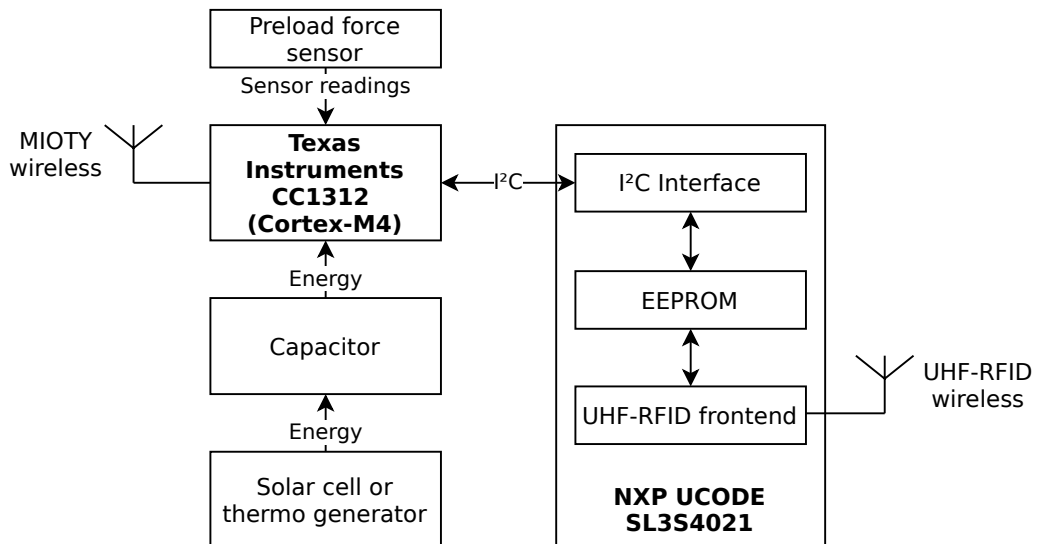 Preload force
sensor
Sensor readings
MIOTY
wireless
Texas
Instruments
CC1312
(Cortex-M4)
I²C
I²C Interface
Energy
EEPROM
Capacitor
UHF-RFID
wireless
UHF-RFID frontend
Energy
Solar cell or
thermo generator
NXP UCODE
SL3S4021